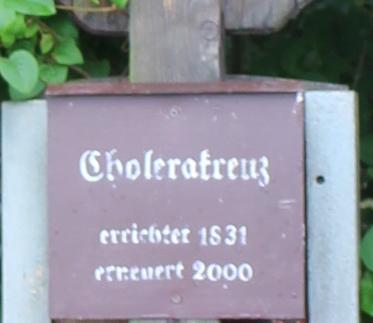 Cholerakreuz
errichtet 1831
erneuert 2000